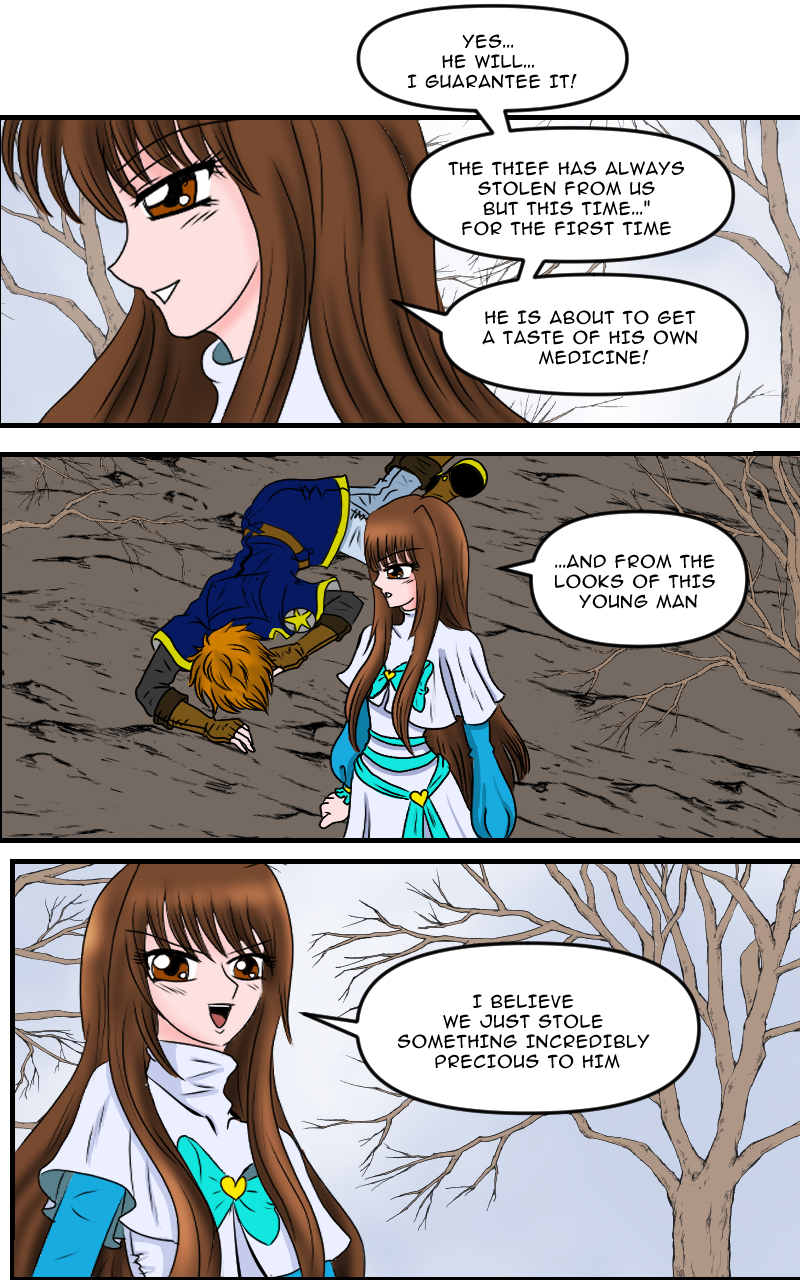 YES...
HE WILL...
I GUARANTEE IT!
THE THIEF HAS ALWAYS
STOLEN FROM US
BUT THIS TIME..."
FOR THE FIRST TIME
HE IS ABOUT TO GET
A TASTE OF HIS OWN
MEDICINE!
...AND FROM THE
LOOKS OF THIS
YOUNG MAN
I BELIEVE
WE JUST STOLE
SOMETHING INCREDIBLY
PRECIOUS TO HIM